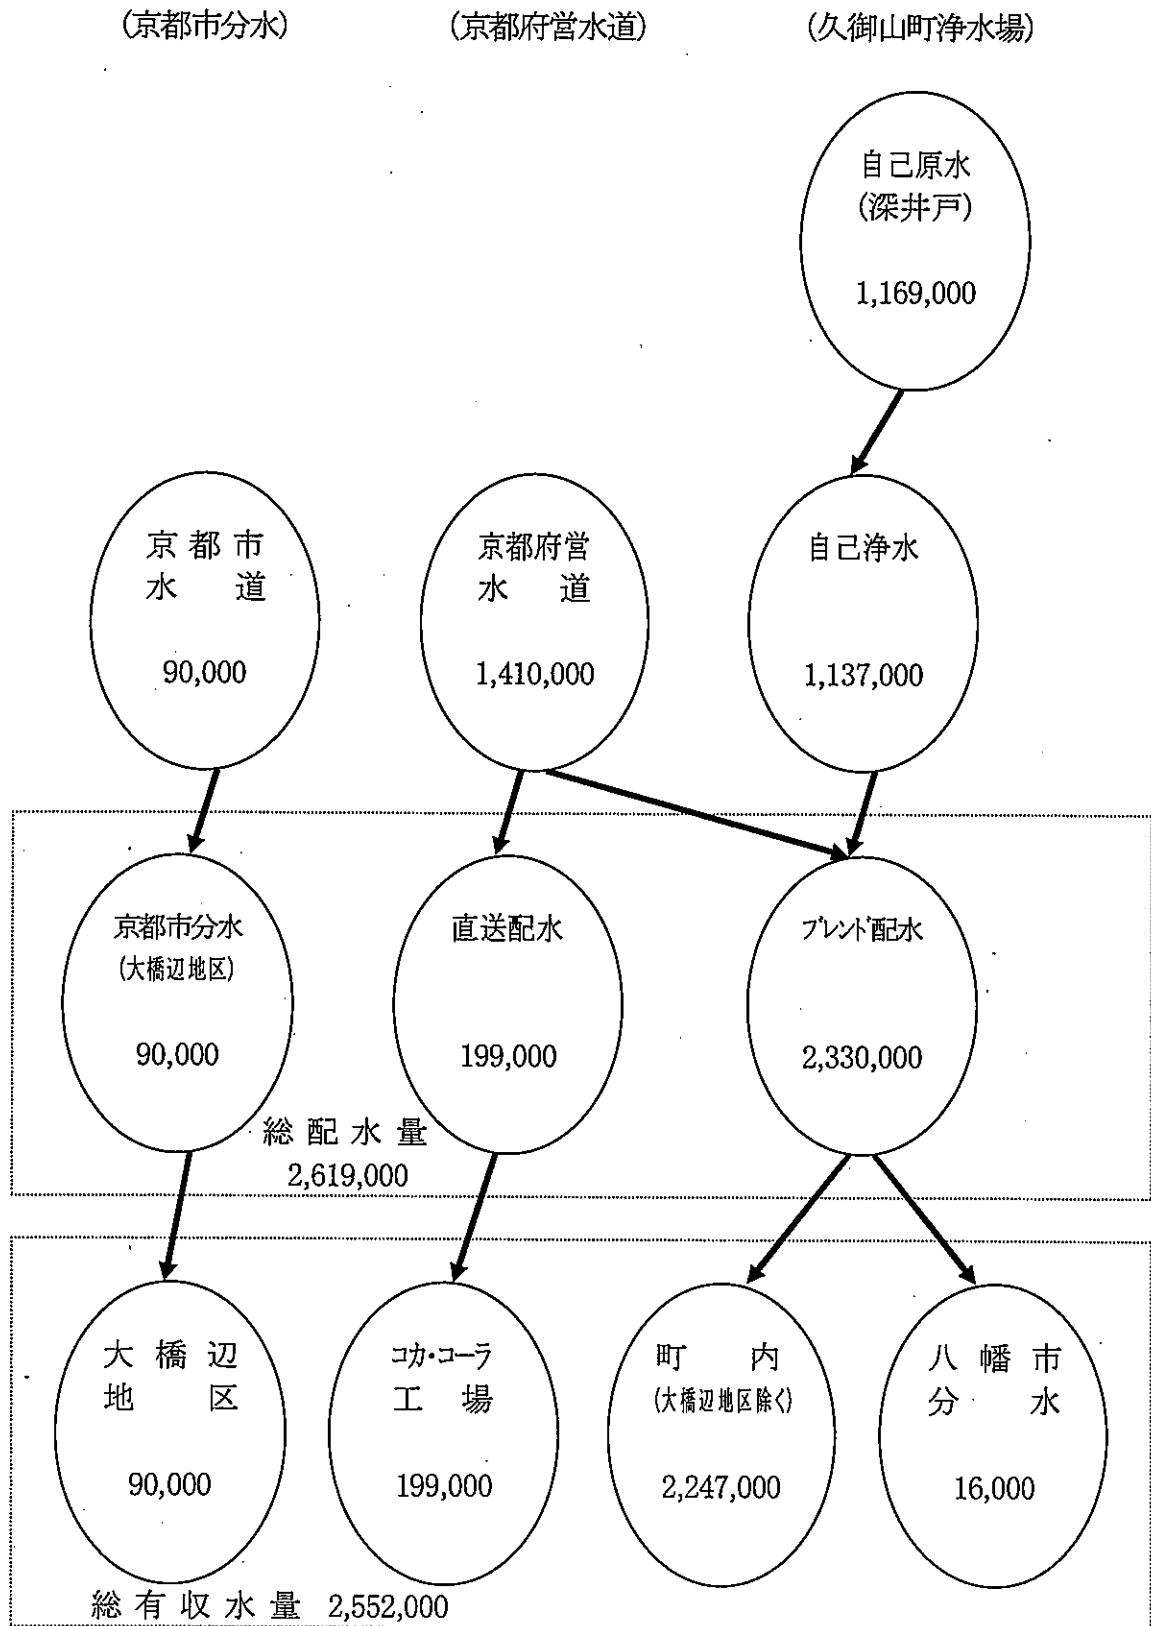 (京都市分水)
(京都府営水道)
(久御山町浄水場)
自己原水
(深井戸)
1,169,000
京都市
水道
90,000
京都府営
水道
1,410,000
自己浄水
1,137,000
京都市分水
(大橋辺地区)
90,000
直送配水
199,000
ブレンド配水
2,330,000
総配水量
2,619,000
大橋辺
地区
90,000
コカ・コーラ
工場
199,000
町内
(大橋辺地区除く)
2,247,000
八幡市
分水
16,000
総有収水量 2,552,000